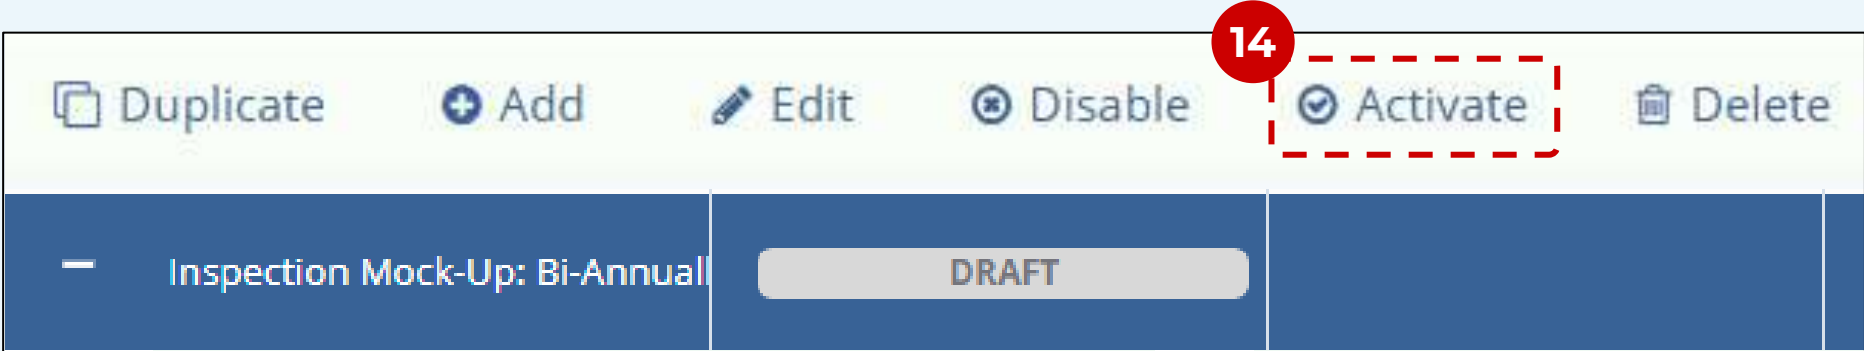 14
Duplicate Add Edit Disable Activate Delete
Inspection Mock-Up: Bi-Annuall DRAFT